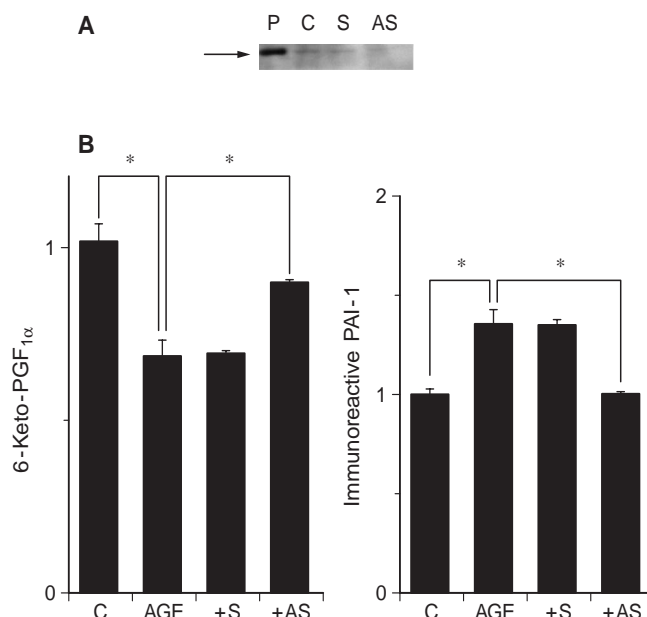 A
P C S AS
B
6-Keto-PGF1α
1
0
* *
C AGE +S +AS
Immunoreactive PAI-1
2
1
0
* *
C AGE +S +AS